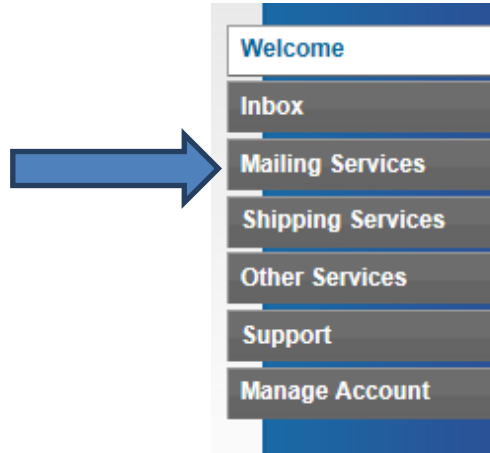 Welcome
Inbox
Mailing Services
Shipping Services
Other Services
Support
Manage Account